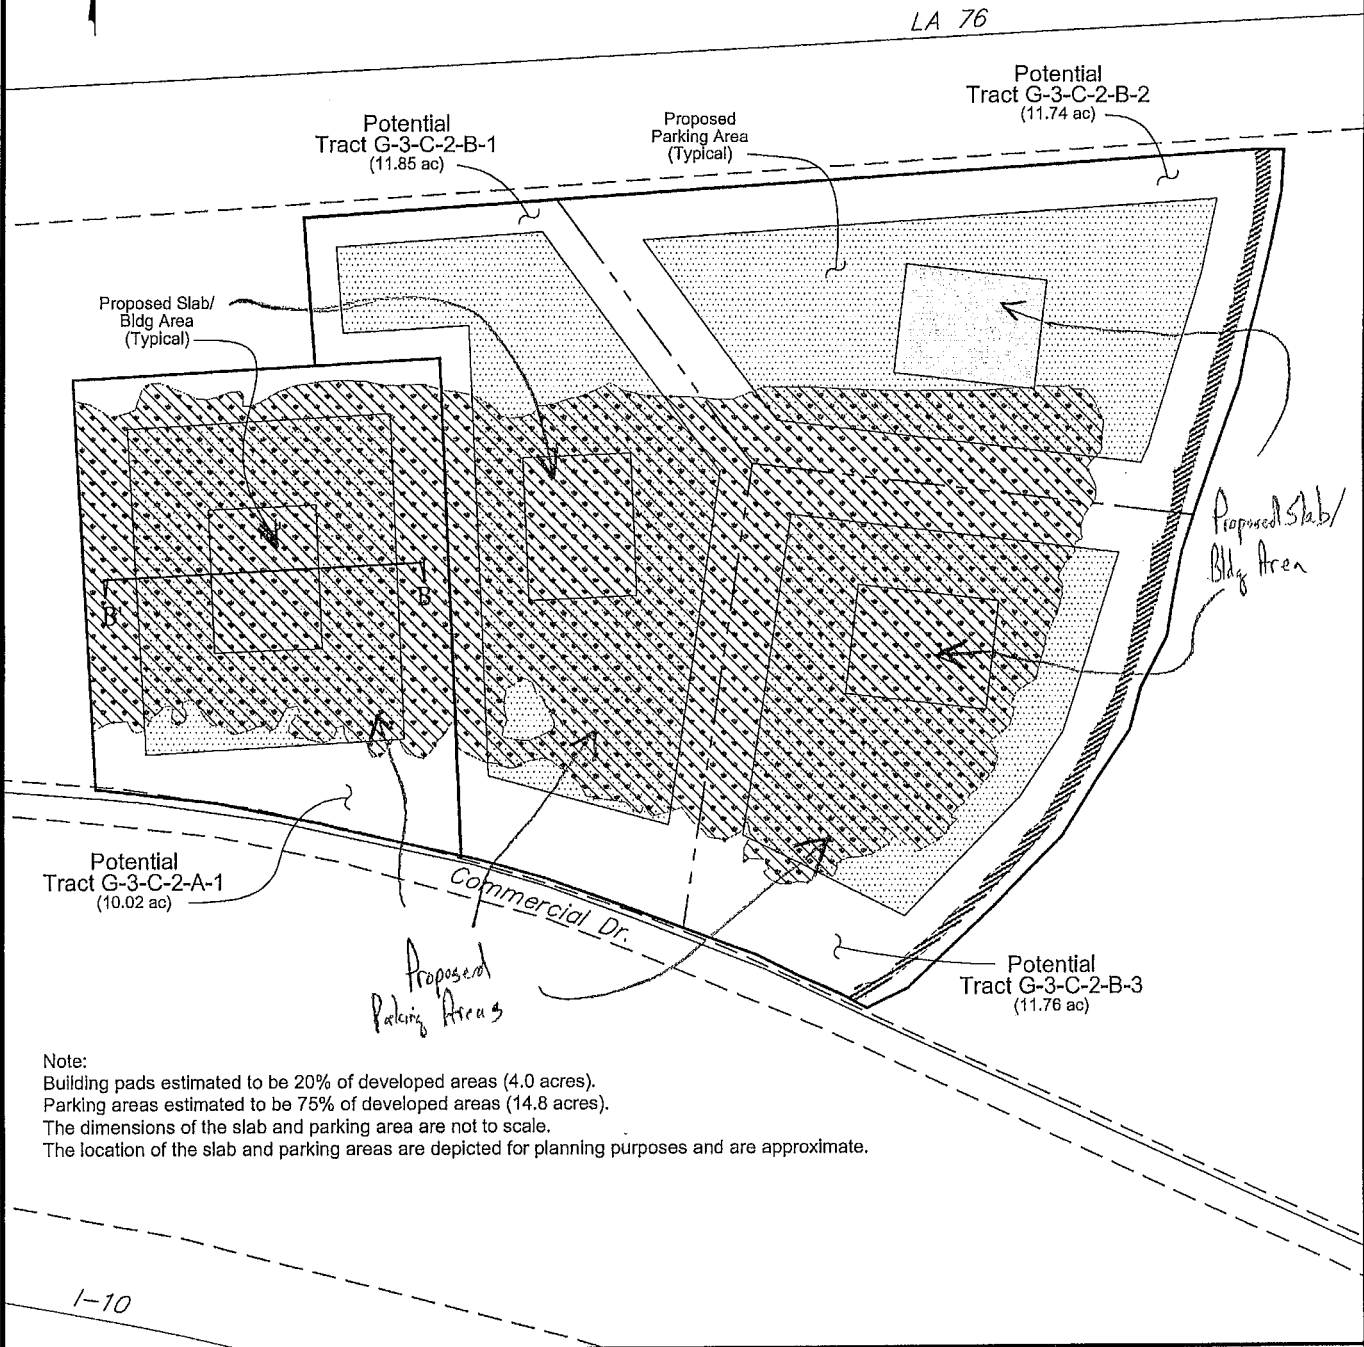 LA 76
Potential
Tract G-3-C-2-B-2
(11.74 ac)
Potential
Tract G-3-C-2-B-1
(11.85 ac)
Proposed
Parking Area
(Typical)
Proposed Slab/
Bldg Area
(Typical)
Proposed Slab/
Bldg Area
B'
B
Potential
Tract G-3-C-2-A-1
(10.02 ac)
Commercial Dr.
Proposed
Parking Areas
Potential
Tract G-3-C-2-B-3
(11.76 ac)
Note:
Building pads estimated to be 20% of developed areas (4.0 acres).
Parking areas estimated to be 75% of developed areas (14.8 acres).
The dimensions of the slab and parking area are not to scale.
The location of the slab and parking areas are depicted for planning purposes and are approximate.
I-10